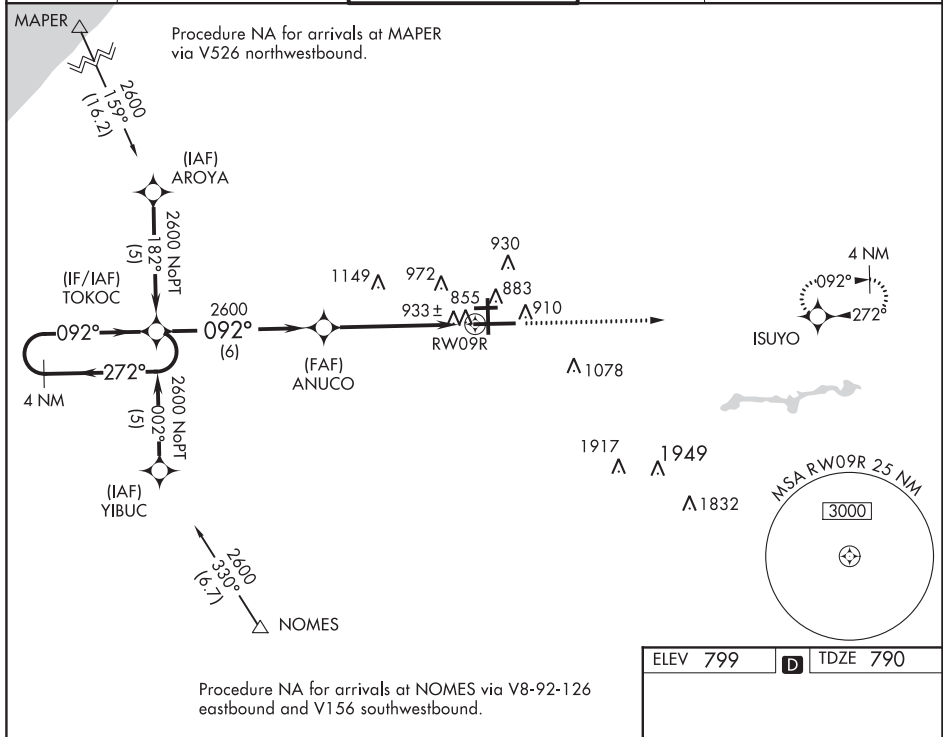 MAPER
Procedure NA for arrivals at MAPER
via V526 northwestbound.
2600
159°
(16.2)
(IAF)
AROYA
2600 NoPT
182°
(5)
(IF/IAF)
TOKOC
092°
2600
092°
(6)
272°
4 NM
(FAF)
ANUCO
1149
972
930
933 ±
855
883
910
RW09R
1078
4 NM
092°
272°
ISUYO
2600 NoPT
002°
(5)
(IAF)
YIBUC
1917
1949
1832
MSA RW09R 25 NM
3000
2600
330°
(6.7)
NOMES
Procedure NA for arrivals at NOMES via V8-92-126
eastbound and V156 southwestbound.
ELEV 799 D TDZE 790